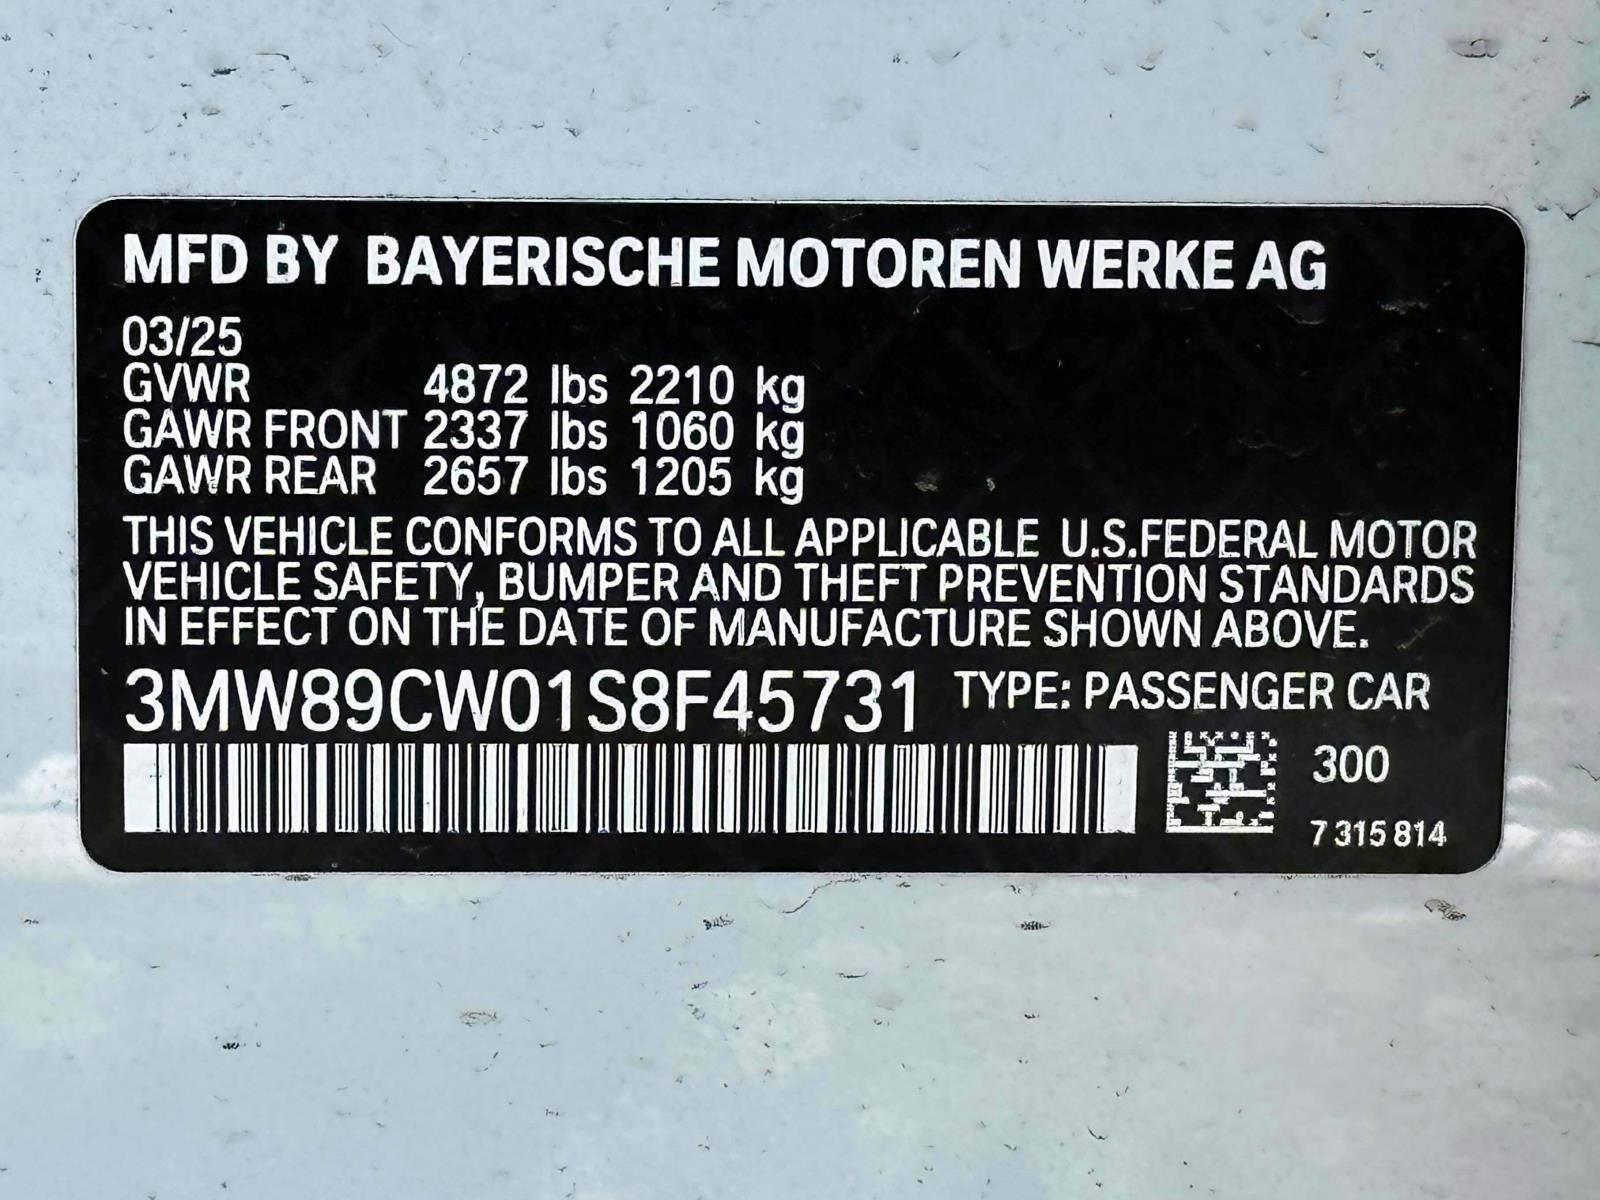 MFD BY BAYERISCHE MOTOREN WERKE AG
03/25
GVWR 4872 lbs 2210 kg
GAWR FRONT 2337 lbs 1060 kg
GAWR REAR 2657 lbs 1205 kg
THIS VEHICLE CONFORMS TO ALL APPLICABLE U.S.FEDERAL MOTOR
VEHICLE SAFETY, BUMPER AND THEFT PREVENTION STANDARDS
IN EFFECT ON THE DATE OF MANUFACTURE SHOWN ABOVE.
3MW89CW01S8F45731 TYPE: PASSENGER CAR
300
7 315 814